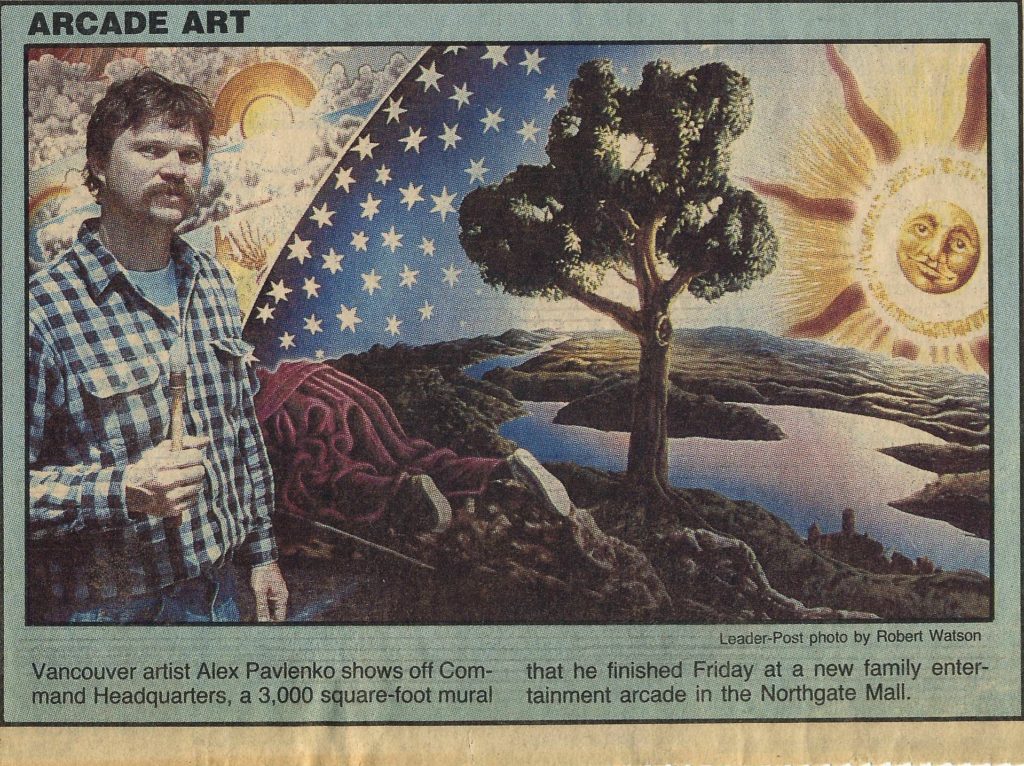 ARCADE ART
Leader-Post photo by Robert Watson
Vancouver artist Alex Pavlenko shows off Com-
mand Headquarters, a 3,000 square-foot mural
that he finished Friday at a new family enter-
tainment arcade in the Northgate Mall.